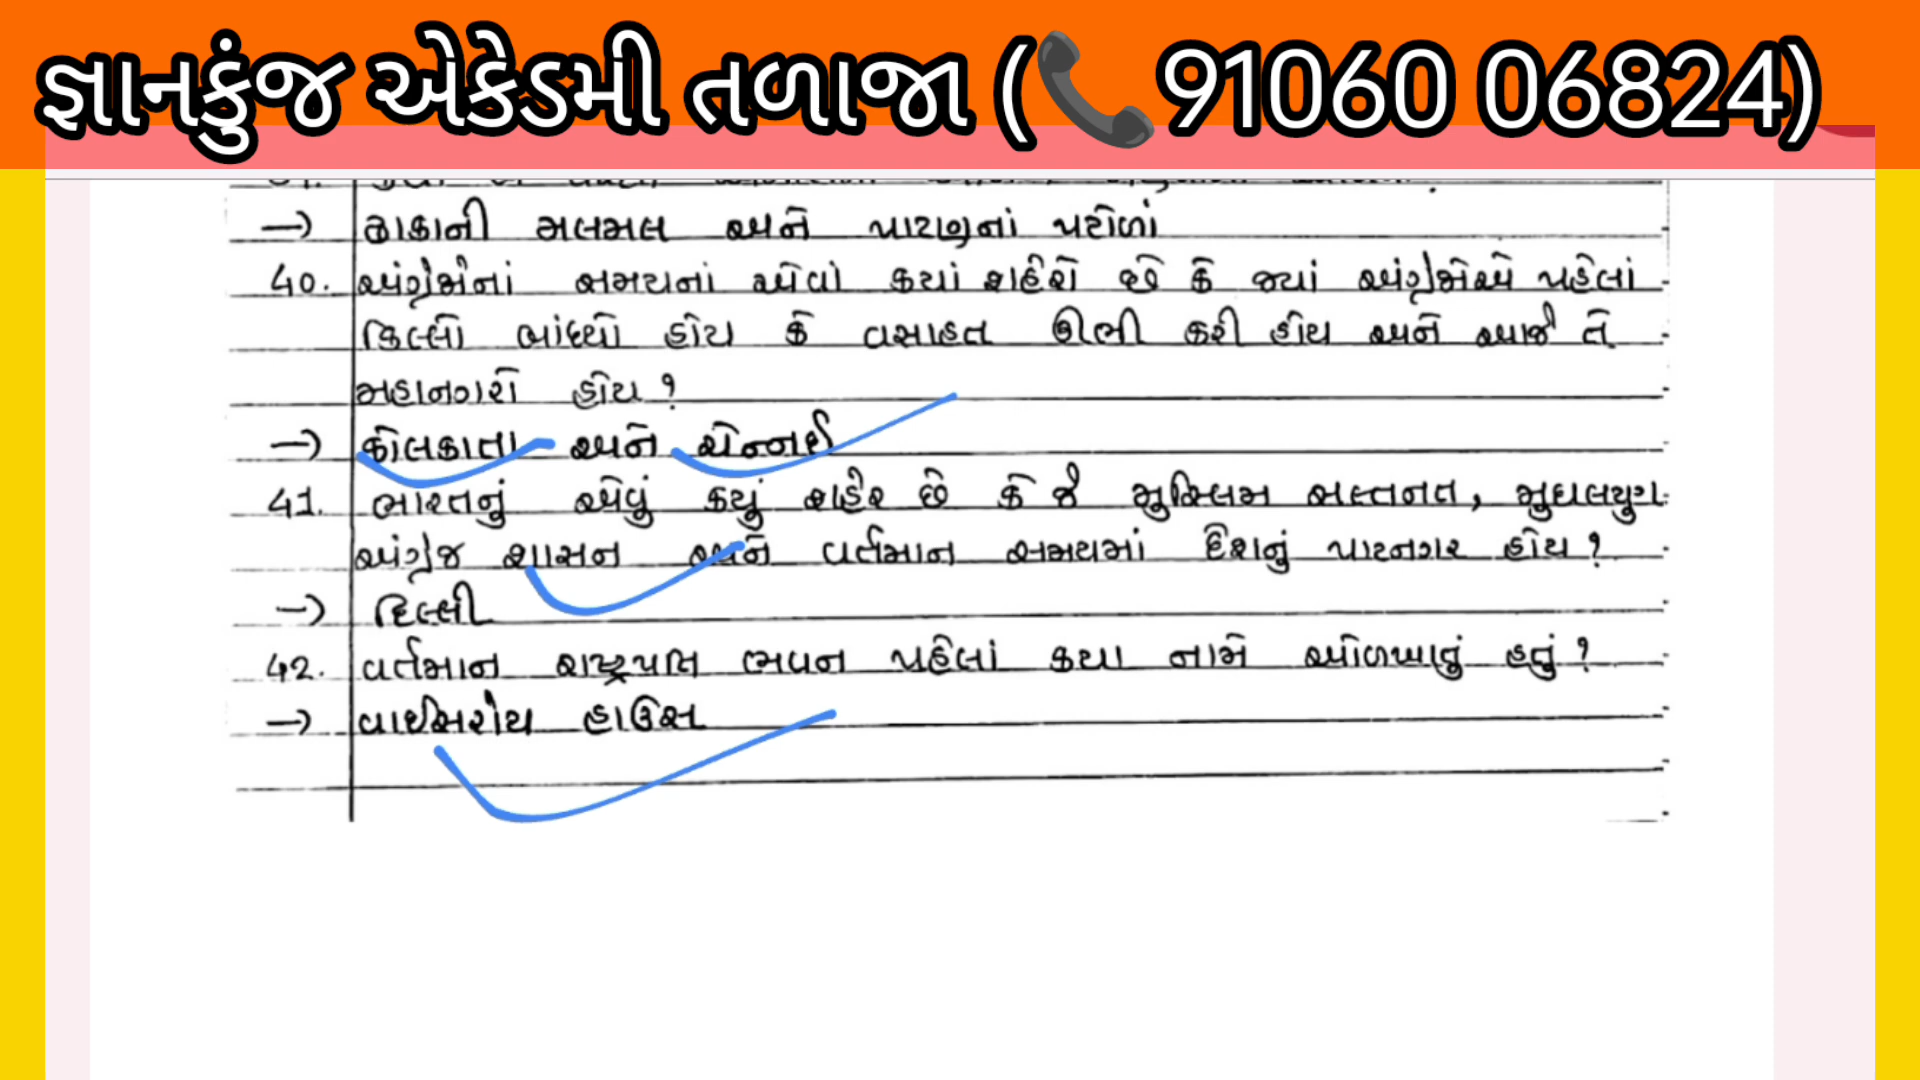 જ્ઞાનકુંજ એકેડમી તળાજા (📞91060 06824)
→) ઢાકાની મલમલ અને પાટણનાં પટોળાં
40. અંગ્રેજોનાં સમયનાં એવાં કયાં શહેરો છે કે જ્યાં અંગ્રેજોએ પહેલાં
કિલ્લો બાંધ્યો હોય કે વસાહત ઊભી કરી હોય અને આજે તે
મહાનગરો હોય ?
→) કોલકાતા અને ચેન્નઈ
41. ભારતનું એવું કયું શહેર છે કે જે મુસ્લિમ સલ્તનત, મુઘલયુગ
અંગ્રેજ શાસન અને વર્તમાન સમયમાં દેશનું પાટનગર હોય ?
→) દિલ્લી
42. વર્તમાન રાષ્ટ્રપતિ ભવન પહેલાં કયા નામે ઓળખાતું હતું ?
→) વાઈસરોય હાઉસ